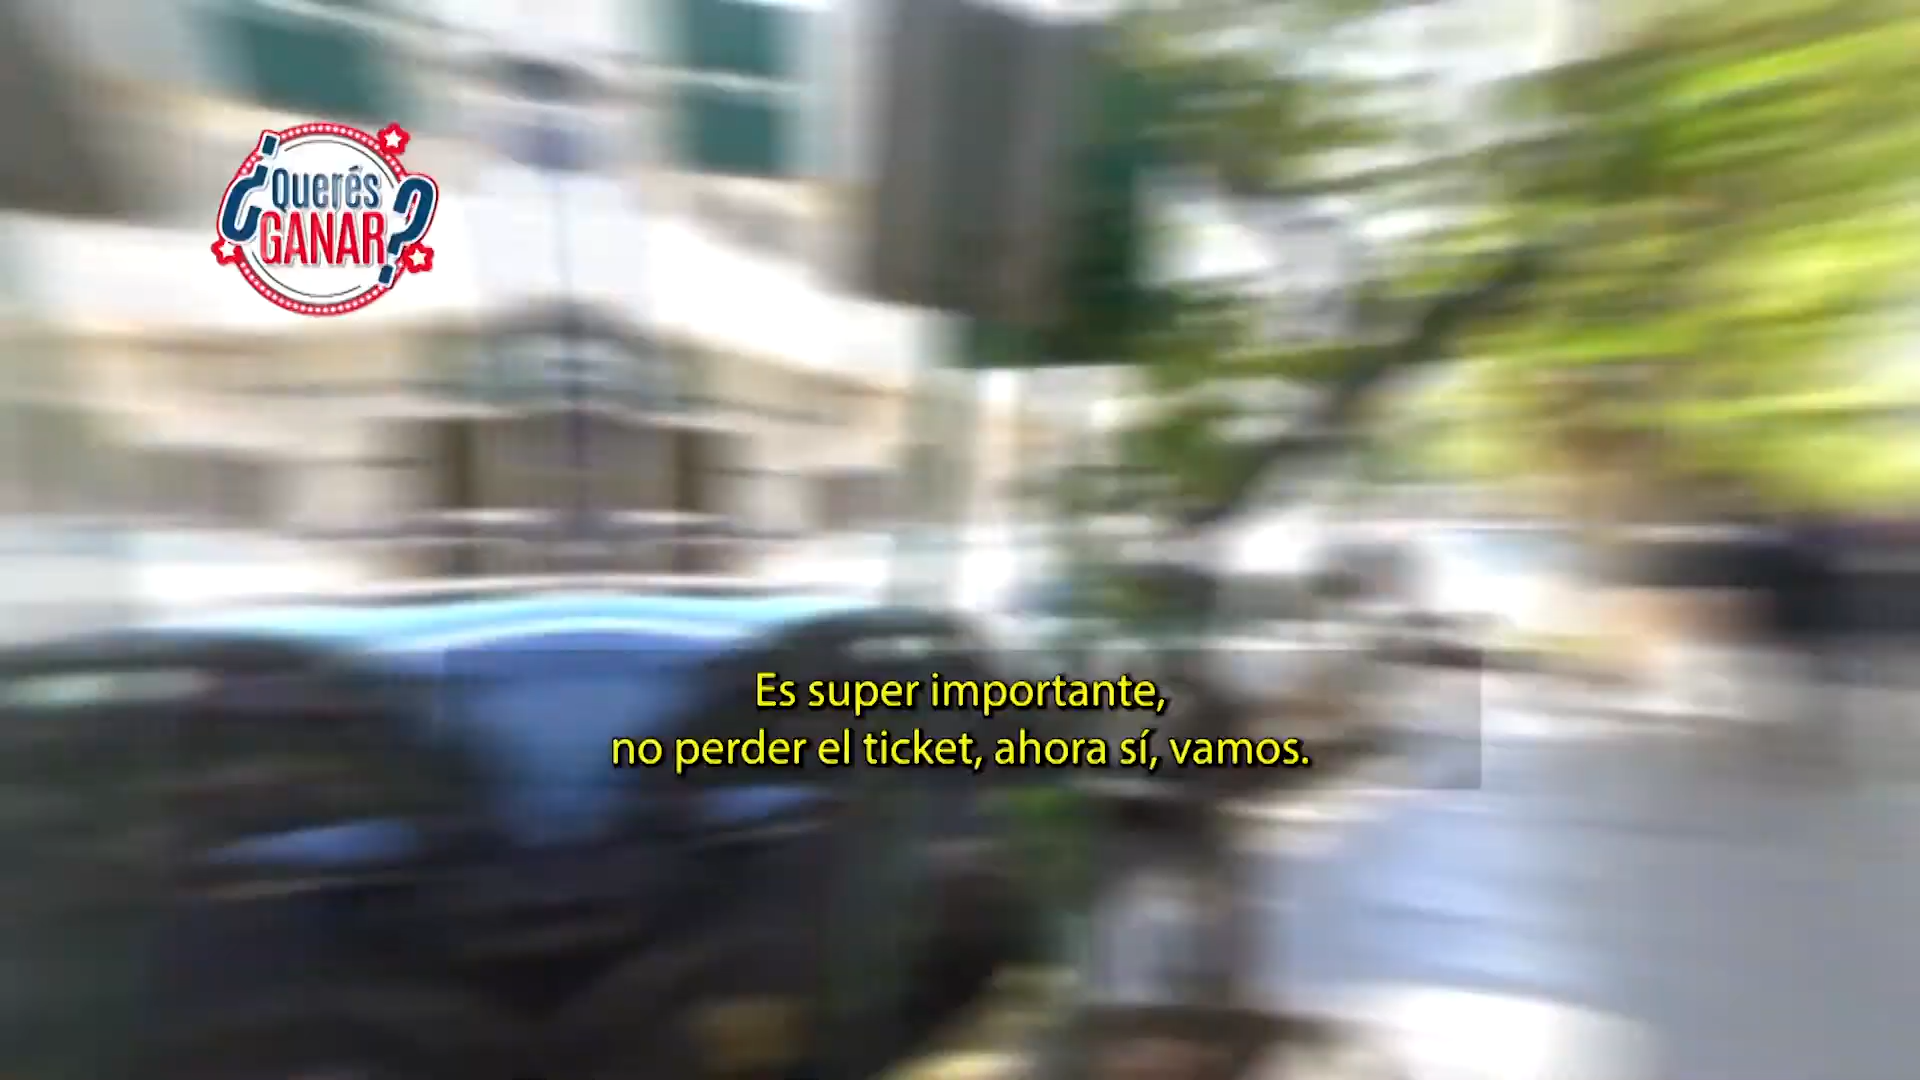 ¿Querés
GANAR?
Es super importante,
no perder el ticket, ahora sí, vamos.